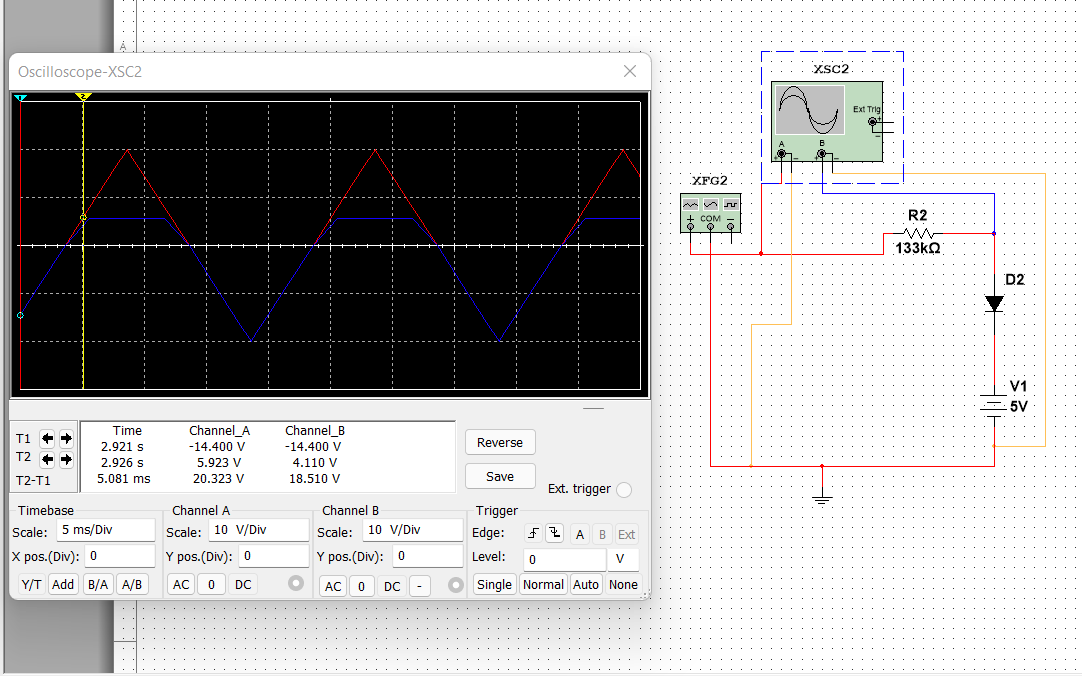 A
Oscilloscope-XSC2
1
2
T1
T2
T2-T1
Time Channel_A Channel_B
2.921 s -14.400 V -14.400 V
2.926 s 5.923 V 4.110 V
5.081 ms 20.323 V 18.510 V
Reverse
Save
Ext. trigger
Timebase
Scale: 5 ms/Div
X pos.(Div): 0
Y/T Add B/A A/B
Channel A
Scale: 10 V/Div
Y pos.(Div): 0
AC 0 DC
Channel B
Scale: 10 V/Div
Y pos.(Div): 0
AC 0 DC -
Trigger
Edge: A B Ext
Level: 0 V
Single Normal Auto None
XSC2
Ext Trig
+
-
A B
+ - + -
XFG2
+ COM -
R2
133kΩ
D2
V1
5V